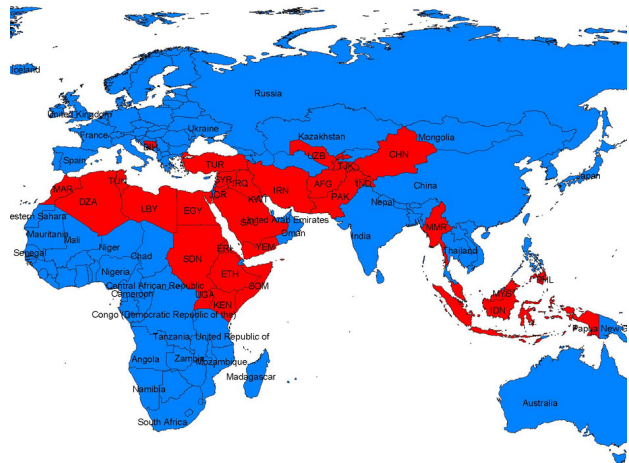 Iceland
Russia
United Kingdom
France
Ukraine
Kazakhstan
Mongolia
Spain
BIH
UZB
CHN
TUR
TJK
Japan
TUN
SYR
IRQ
IRN
AFG
IND
China
MAR
DZA
JOR
KWT
PAK
Nepal
LBY
EGY
SAU
United Arab Emirates
Oman
India
MMR
Thailand
estern Sahara
Mauritania
Mali
Niger
Chad
Senegal
Nigeria
SDN
ERI
YEM
ETH
SOM
Central African Republic
Cameroon
UGA
KEN
Congo (Democratic Republic of the)
PHL
MYS
IDN
Papua New G
Tanzania, United Republic of
Angola
Zambia
Mozambique
Madagascar
Namibia
South Africa
Australia